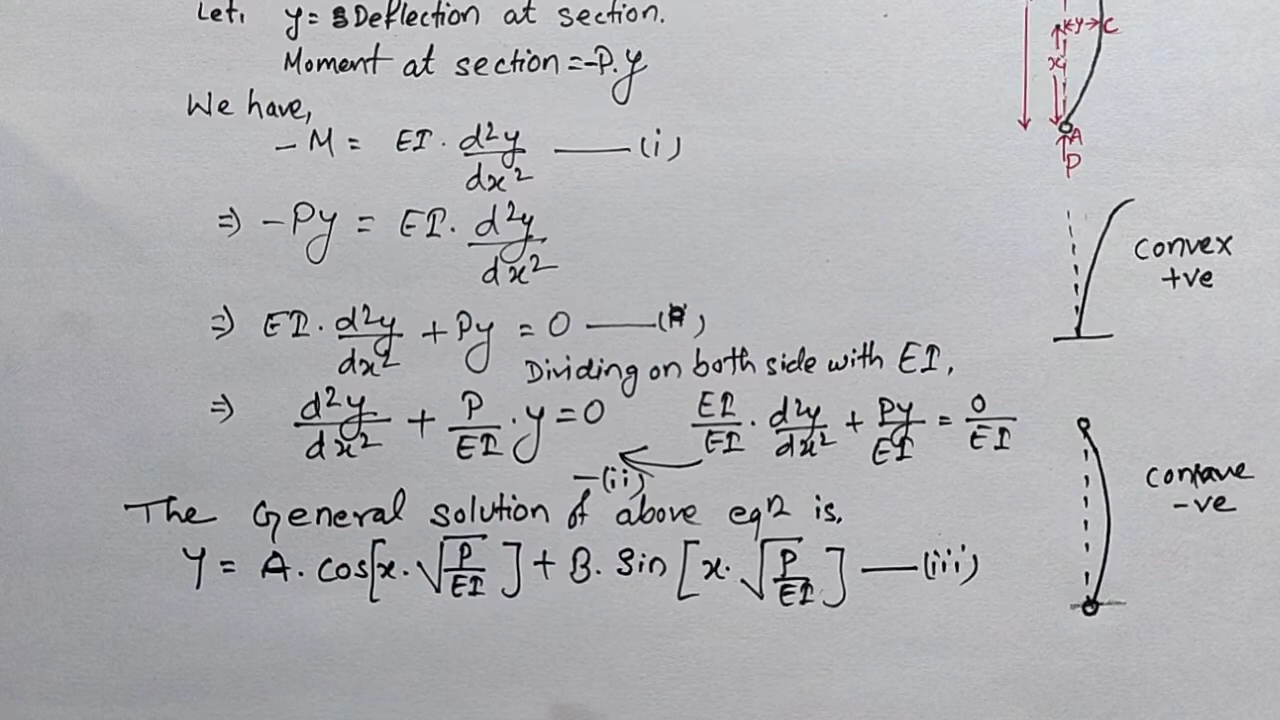 Let, y = Deflection at section.
Moment at section = -P.y
We have,
- M = EI . d²y/dx² —— (i)
⇒ - Py = EI . d²y/dx²
⇒ EI . d²y/dx² + Py = 0 ——
Dividing on both side with EI,
⇒ d²y/dx² + P/EI . y = 0
EI/EI . d²y/dx² + Py/EI = 0/EI
—(ii)
The General solution of above eqn is,
Y = A. cos[x. √(P/EI)] + B. Sin [x. √(P/EI)] —— (iii)
y C
x
A
P
convex
+ve
concave
-ve